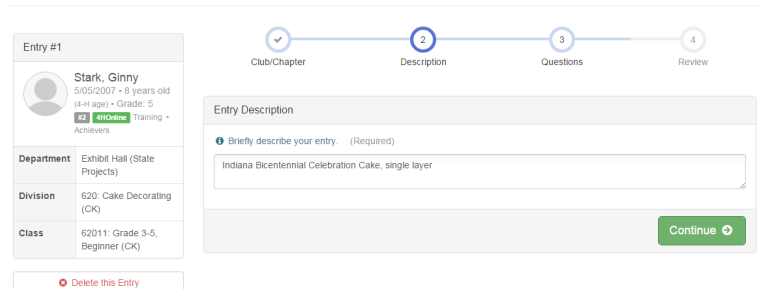 Entry #1
Stark, Ginny
5/05/2007 • 8 years old
(4-H age) • Grade: 5
#2 4HOnline Training •
Achievers
Department Exhibit Hall (State
Projects)
Division 620: Cake Decorating
(CK)
Class 62011: Grade 3-5,
Beginner (CK)
Delete this Entry
2 3 4
Club/Chapter Description Questions Review
Entry Description
Briefly describe your entry. (Required)
Indiana Bicentennial Celebration Cake, single layer
Continue